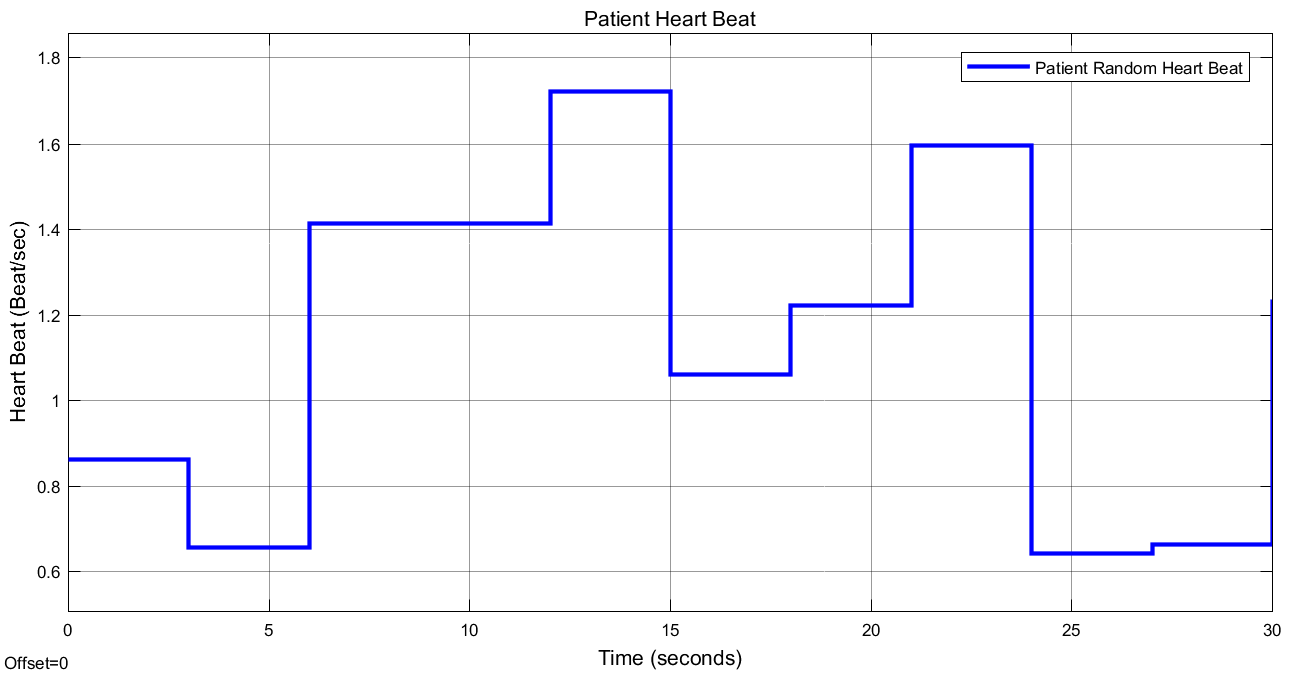 Patient Heart Beat
Patient Random Heart Beat
Heart Beat (Beat/sec)
1.8
1.6
1.4
1.2
1
0.8
0.6
0 5 10 15 20 25 30
Time (seconds)
Offset=0